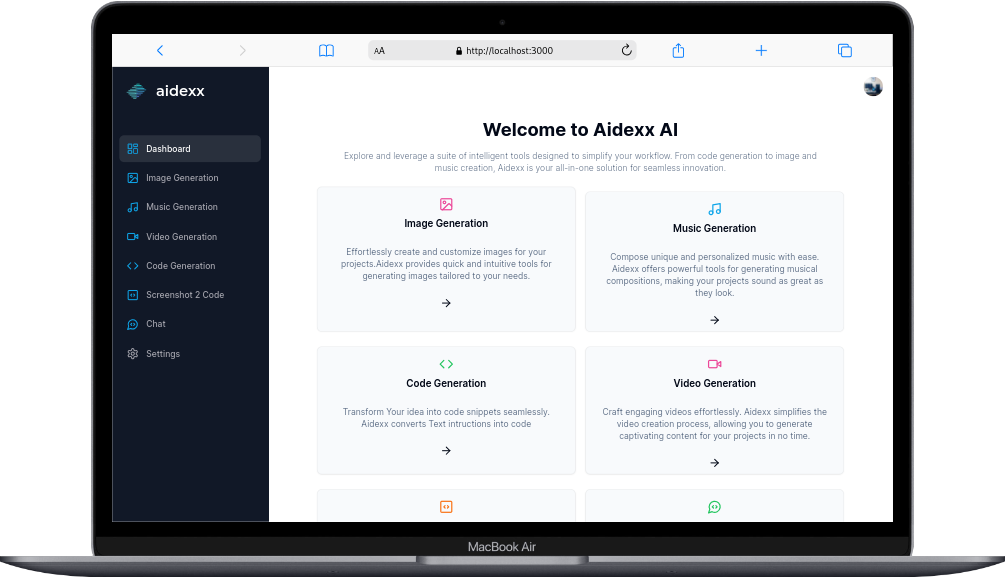 AA
http://localhost:3000
aidexx
Dashboard
Image Generation
Music Generation
Video Generation
Code Generation
Screenshot 2 Code
Chat
Settings
Welcome to Aidexx AI
Explore and leverage a suite of intelligent tools designed to simplify your workflow. From code generation to image and
music creation, Aidexx is your all-in-one solution for seamless innovation.
Image Generation
Effortlessly create and customize images for your
projects.Aidexx provides quick and intuitive tools for
generating images tailored to your needs.
Music Generation
Compose unique and personalized music with ease.
Aidexx offers powerful tools for generating musical
compositions, making your projects sound as great as
they look.
Code Generation
Transform Your idea into code snippets seamlessly.
Aidexx converts Text intructions into code
Video Generation
Craft engaging videos effortlessly. Aidexx simplifies the
video creation process, allowing you to generate
captivating content for your projects in no time.
MacBook Air